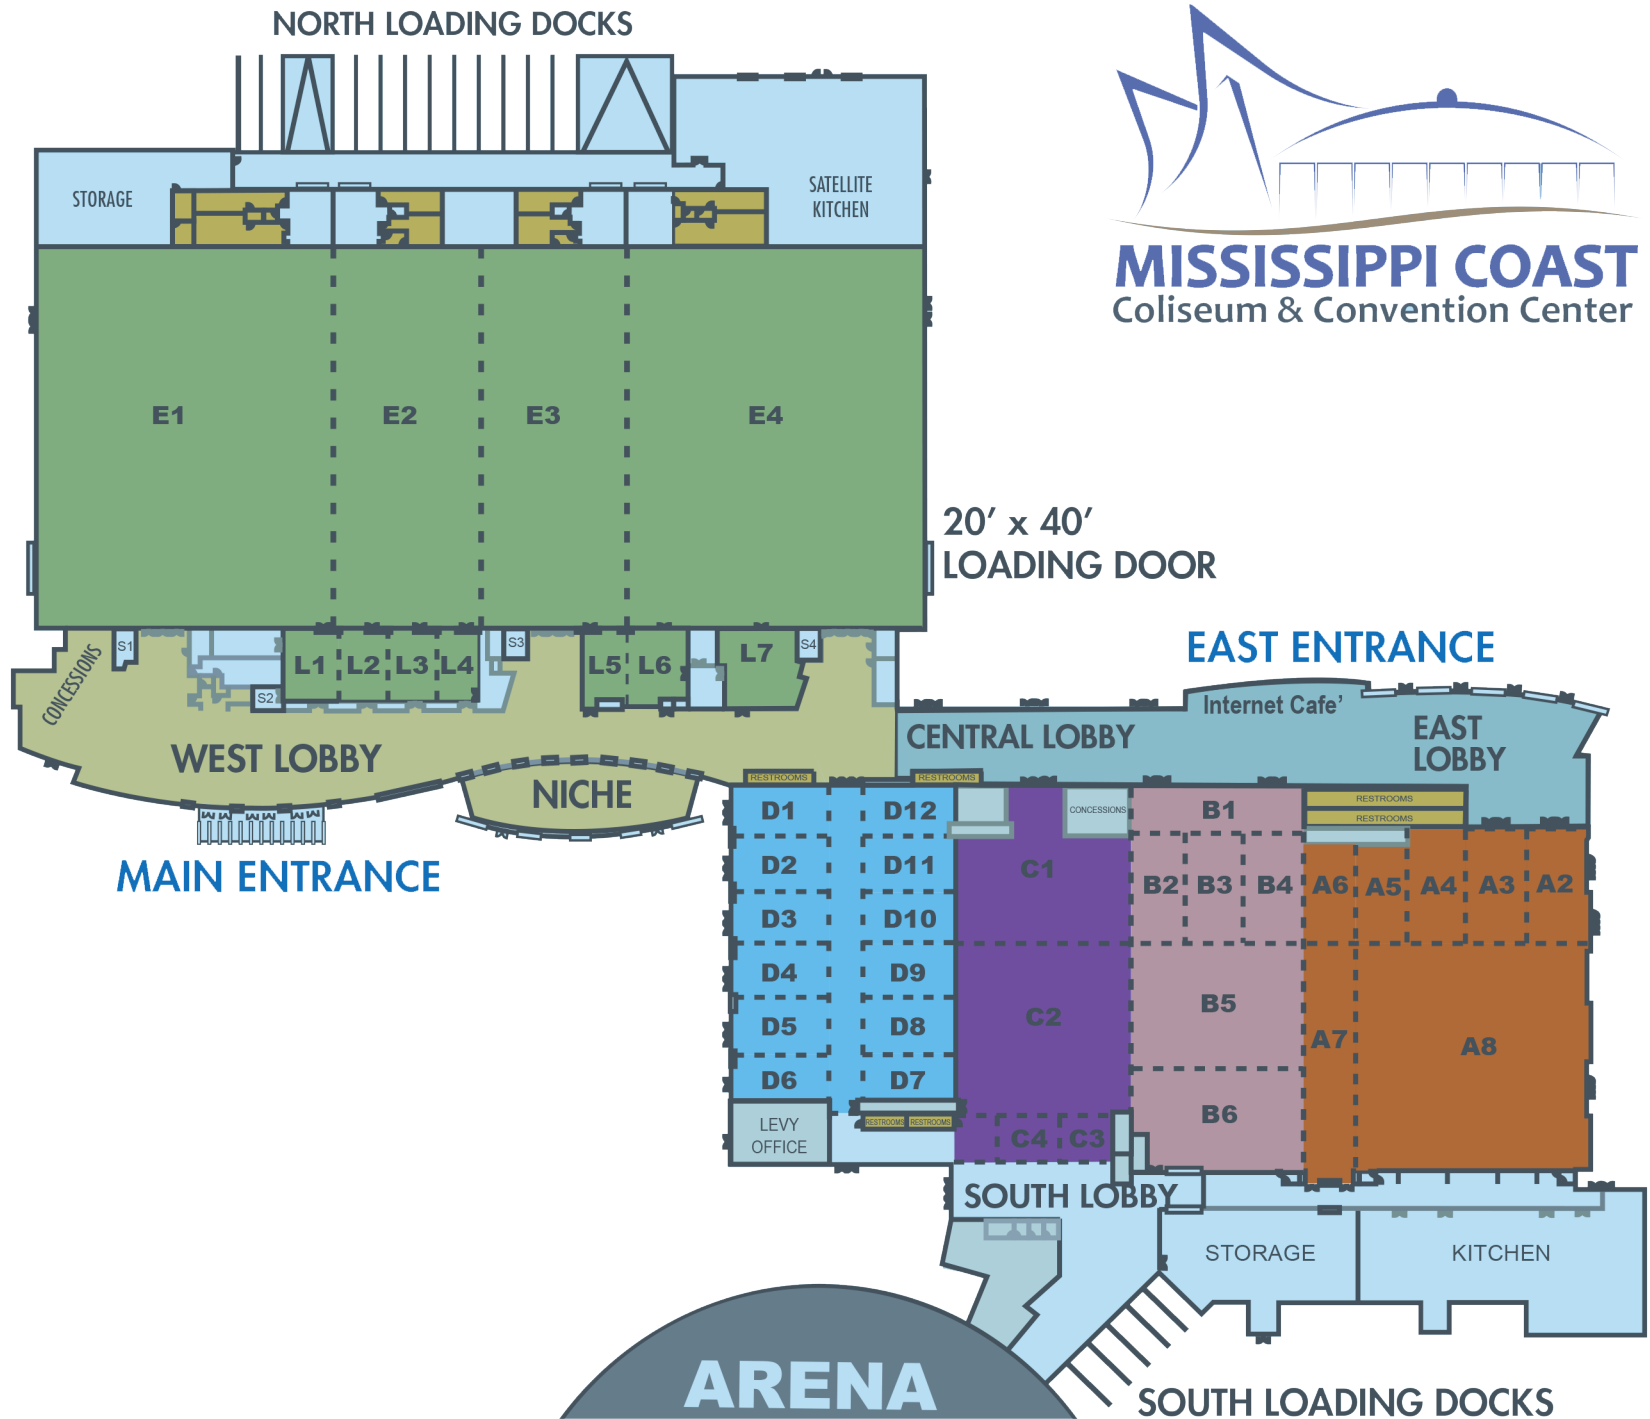 NORTH LOADING DOCKS
STORAGE
SATELLITE
KITCHEN
MISSISSIPPI COAST
Coliseum & Convention Center
E1
E2
E3
E4
20' x 40'
LOADING DOOR
CONCESSIONS
S1
S2
L1
L2
L3
L4
S3
L5
L6
L7
S4
EAST ENTRANCE
Internet Cafe'
WEST LOBBY
NICHE
CENTRAL LOBBY
EAST
LOBBY
MAIN ENTRANCE
RESTROOMS
RESTROOMS
D1
D12
CONCESSIONS
B1
RESTROOMS
RESTROOMS
D2
D11
C1
B2
B3
B4
A6
A5
A4
A3
A2
D3
D10
D4
D9
C2
B5
D5
D8
A7
A8
D6
D7
B6
LEVY
OFFICE
RESTROOMS
RESTROOMS
C4
C3
SOUTH LOBBY
STORAGE
KITCHEN
ARENA
SOUTH LOADING DOCKS